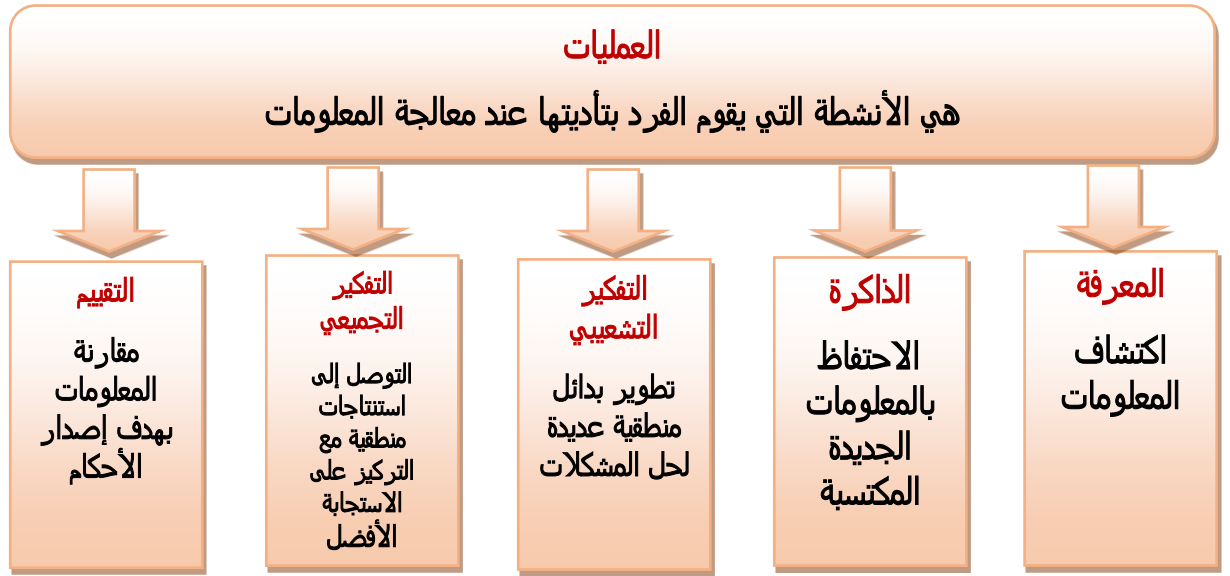 العمليات
هي الأنشطة التي يقوم الفرد بتأديتها عند معالجة المعلومات
المعرفة
اكتشاف
المعلومات
الذاكرة
الاحتفاظ
بالمعلومات
الجديدة
المكتسبة
التفكير
التشعيبي
تطوير بدائل
منطقية عديدة
لحل المشكلات
التفكير
التجميعي
التوصل إلى
استنتاجات
منطقية مع
التركيز على
الاستجابة
الأفضل
التقييم
مقارنة
المعلومات
بهدف إصدار
الأحكام